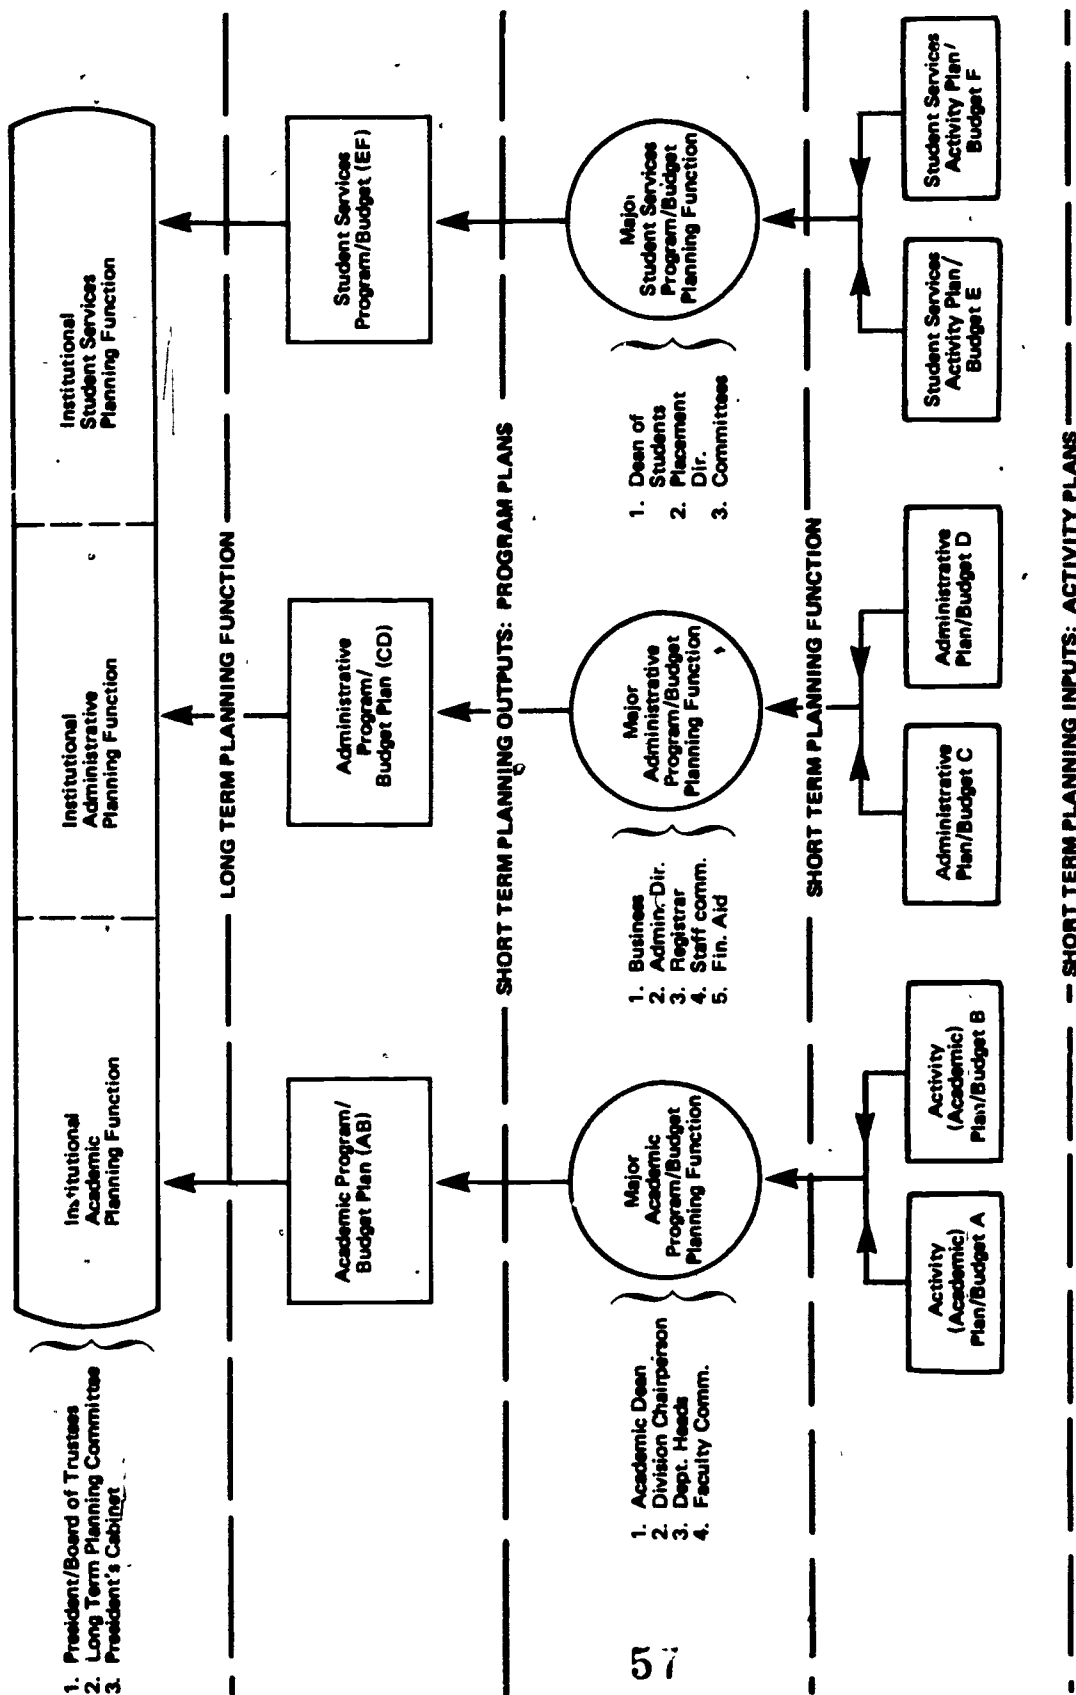 1. President/Board of Trustees
2. Long Term Planning Committee
3. President's Cabinet
Institutional
Academic
Planning Function
Institutional
Administrative
Planning Function
Institutional
Student Services
Planning Function
LONG TERM PLANNING FUNCTION
Academic Program/
Budget Plan (AB)
Administrative
Program/
Budget Plan (CD)
Student Services
Program/Budget (EF)
SHORT TERM PLANNING OUTPUTS: PROGRAM PLANS
1. Academic Dean
2. Division Chairperson
3. Dept. Heads
4. Faculty Comm.
Major
Academic
Program/Budget
Planning Function
1. Business
2. Admin. Dir.
3. Registrar
4. Staff comm.
5. Fin. Aid
Major
Administrative
Program/Budget
Planning Function
1. Dean of
Students
2. Placement
Dir.
3. Committees
Major
Student Services
Program/Budget
Planning Function
SHORT TERM PLANNING FUNCTION
Activity
(Academic)
Plan/Budget A
Activity
(Academic)
Plan/Budget B
Administrative
Plan/Budget C
Administrative
Plan/Budget D
Student Services
Activity Plan/
Budget E
Student Services
Activity Plan/
Budget F
SHORT TERM PLANNING INPUTS: ACTIVITY PLANS
57